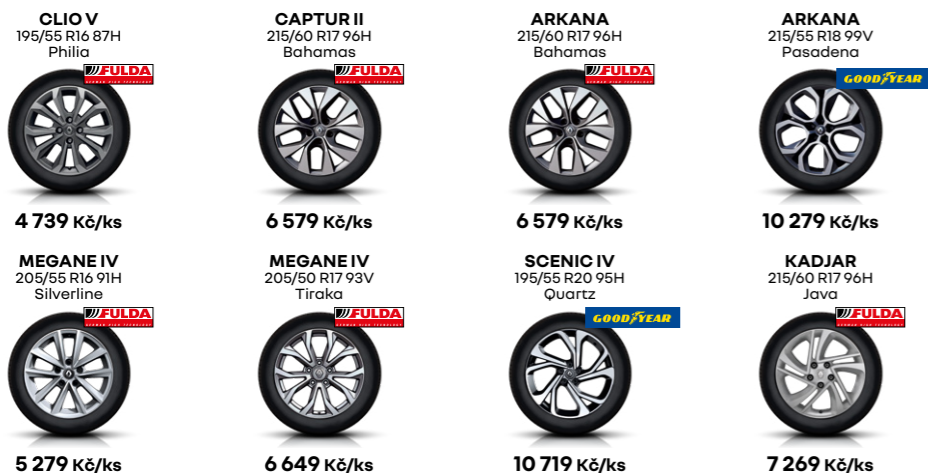 CLIO V
195/55 R16 87H
Philia
FULDA
4 739 Kč/ks
CAPTUR II
215/60 R17 96H
Bahamas
FULDA
6 579 Kč/ks
ARKANA
215/60 R17 96H
Bahamas
FULDA
6 579 Kč/ks
ARKANA
215/55 R18 99V
Pasadena
GOODYEAR
10 279 Kč/ks
MEGANE IV
205/55 R16 91H
Silverline
FULDA
5 279 Kč/ks
MEGANE IV
205/50 R17 93V
Tiraka
FULDA
6 649 Kč/ks
SCENIC IV
195/55 R20 95H
Quartz
GOODYEAR
10 719 Kč/ks
KADJAR
215/60 R17 96H
Java
FULDA
7 269 Kč/ks